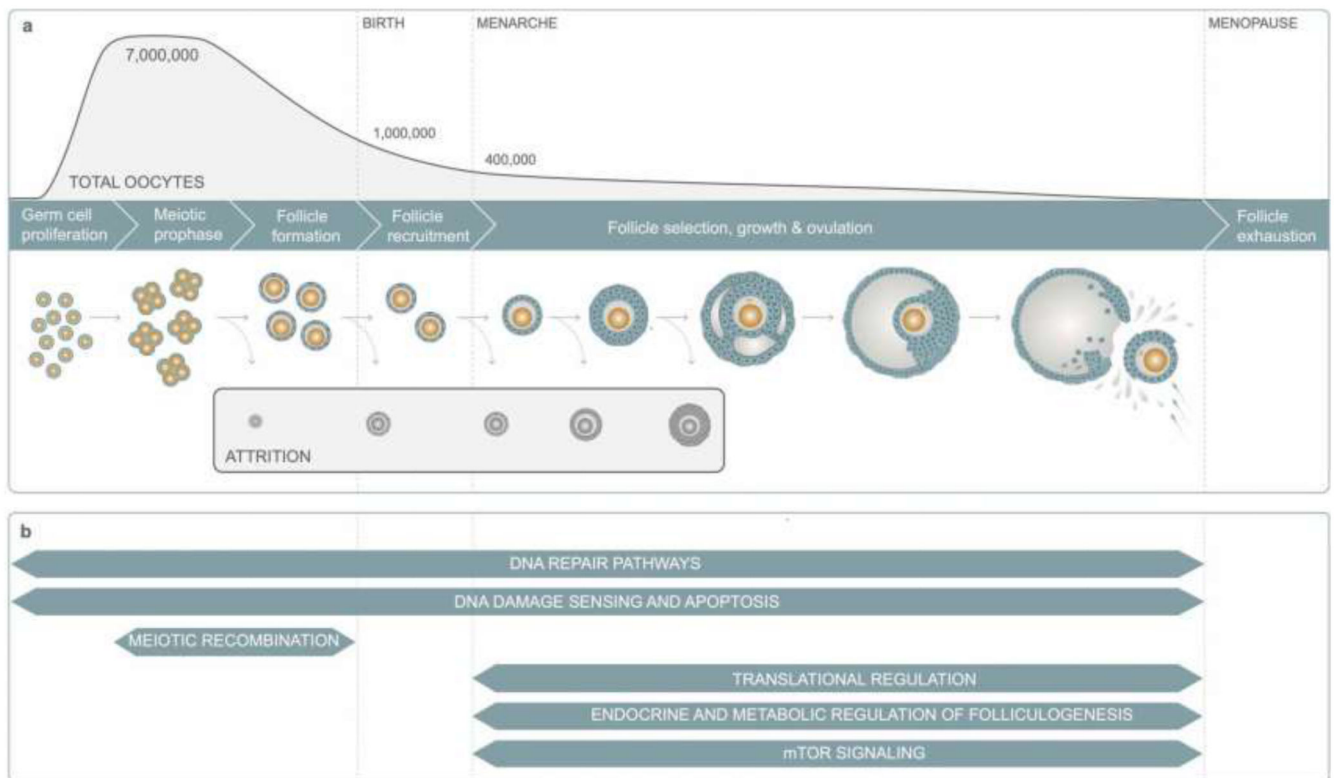 a
BIRTH
MENARCHE
MENOPAUSE
7,000,000
1,000,000
400,000
TOTAL OOCYTES
Germ cell
proliferation
Meiotic
prophase
Follicle
formation
Follicle
recruitment
Follicle selection, growth & ovulation
Follicle
exhaustion
ATTRITION
b
DNA REPAIR PATHWAYS
DNA DAMAGE SENSING AND APOPTOSIS
MEIOTIC RECOMBINATION
TRANSLATIONAL REGULATION
ENDOCRINE AND METABOLIC REGULATION OF FOLLICULOGENESIS
mTOR SIGNALING